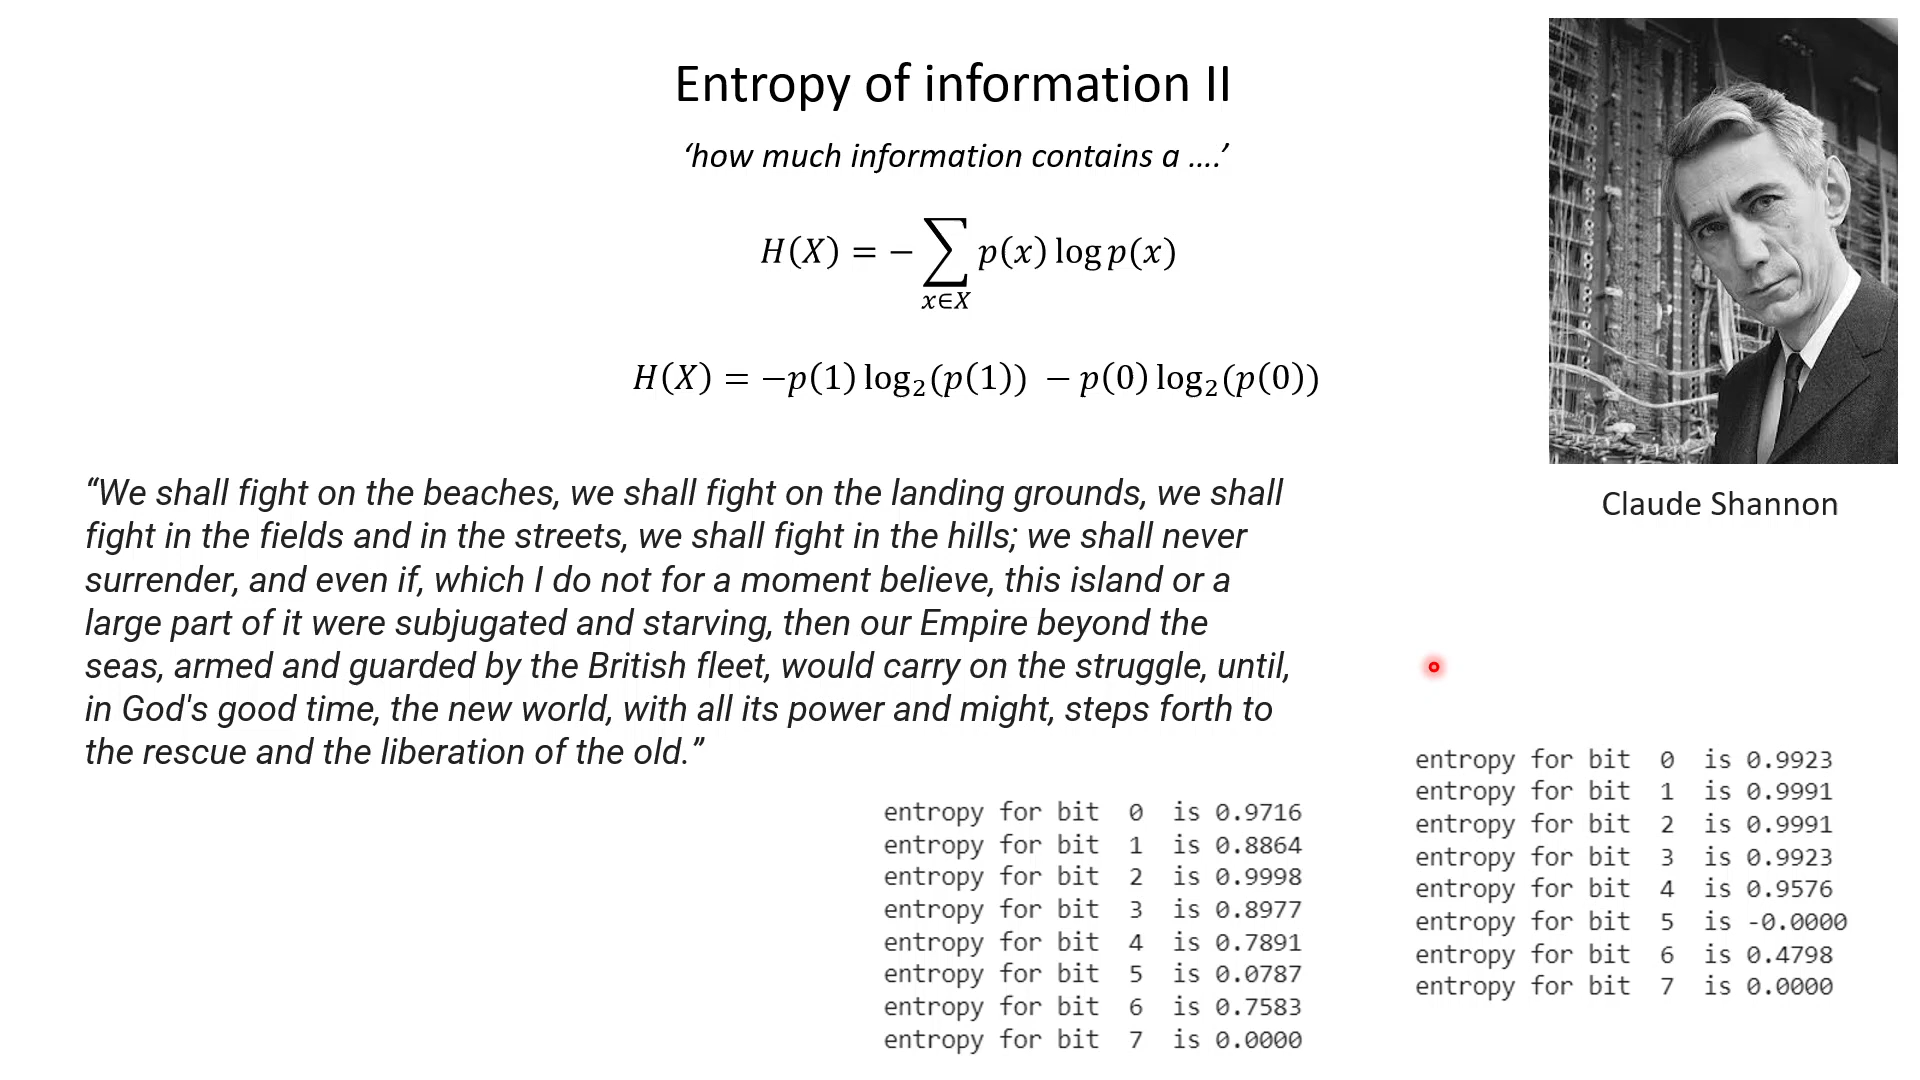 Entropy of information II
‘how much information contains a ....’
H(X) = − ∑ p(x) log p(x)
x∈X
H(X) = −p(1) log₂(p(1)) − p(0) log₂(p(0))
“We shall fight on the beaches, we shall fight on the landing grounds, we shall
fight in the fields and in the streets, we shall fight in the hills; we shall never
surrender, and even if, which I do not for a moment believe, this island or a
large part of it were subjugated and starving, then our Empire beyond the
seas, armed and guarded by the British fleet, would carry on the struggle, until,
in God's good time, the new world, with all its power and might, steps forth to
the rescue and the liberation of the old.”
Claude Shannon
entropy for bit 0 is 0.9716
entropy for bit 1 is 0.8864
entropy for bit 2 is 0.9998
entropy for bit 3 is 0.8977
entropy for bit 4 is 0.7891
entropy for bit 5 is 0.0787
entropy for bit 6 is 0.7583
entropy for bit 7 is 0.0000
entropy for bit 0 is 0.9923
entropy for bit 1 is 0.9991
entropy for bit 2 is 0.9991
entropy for bit 3 is 0.9923
entropy for bit 4 is 0.9576
entropy for bit 5 is -0.0000
entropy for bit 6 is 0.4798
entropy for bit 7 is 0.0000